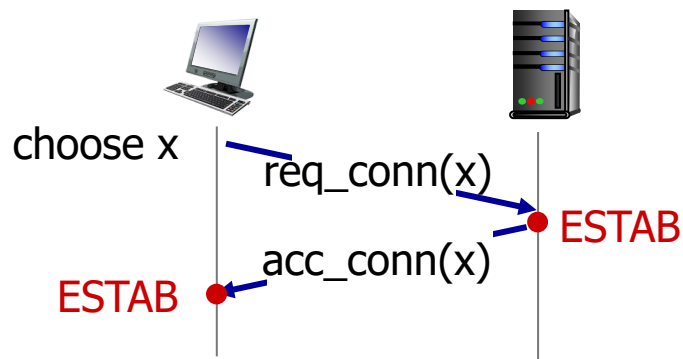 choose x
req_conn(x)
ESTAB
acc_conn(x)
ESTAB